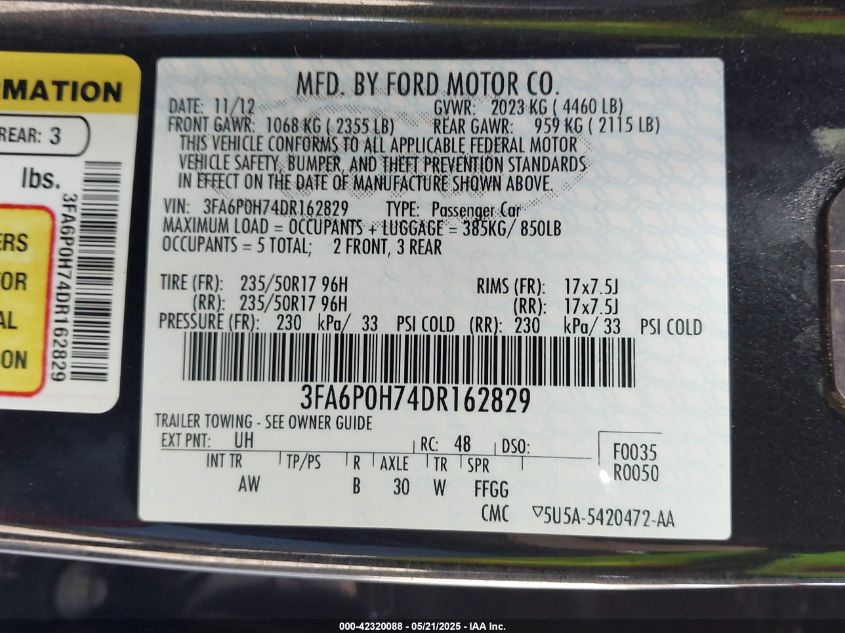 RMATION
REAR: 3
lbs.
3FA6P0H74DR162829
ERS
TOR
AL
ON
MFD. BY FORD MOTOR CO.
DATE: 11/12 GVWR: 2023 KG ( 4460 LB)
FRONT GAWR: 1068 KG ( 2355 LB) REAR GAWR: 959 KG ( 2115 LB)
THIS VEHICLE CONFORMS TO ALL APPLICABLE FEDERAL MOTOR
VEHICLE SAFETY, BUMPER, AND THEFT PREVENTION STANDARDS
IN EFFECT ON THE DATE OF MANUFACTURE SHOWN ABOVE.
VIN: 3FA6P0H74DR162829 TYPE: Passenger Car
MAXIMUM LOAD = OCCUPANTS + LUGGAGE = 385KG/ 850LB
OCCUPANTS = 5 TOTAL; 2 FRONT, 3 REAR
TIRE (FR): 235/50R17 96H RIMS (FR): 17x7.5J
(RR): 235/50R17 96H (RR): 17x7.5J
PRESSURE (FR): 230 kPa/ 33 PSI COLD (RR): 230 kPa/ 33 PSI COLD
3FA6P0H74DR162829
TRAILER TOWING - SEE OWNER GUIDE
EXT PNT: UH RC: 48 DSO:
INT TR TP/PS R AXLE TR SPR
AW B 30 W FFGG
F0035
R0050
CMC ▽5U5A-5420472-AA
000-42320088 - 05/21/2025 - IAA Inc.